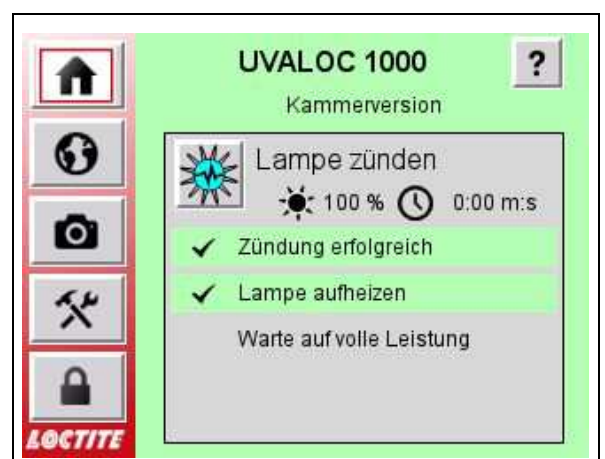 UVALOC 1000
?
Kammerversion
Lampe zünden
100 % 0:00 m:s
Zündung erfolgreich
Lampe aufheizen
Warte auf volle Leistung
LOCTITE